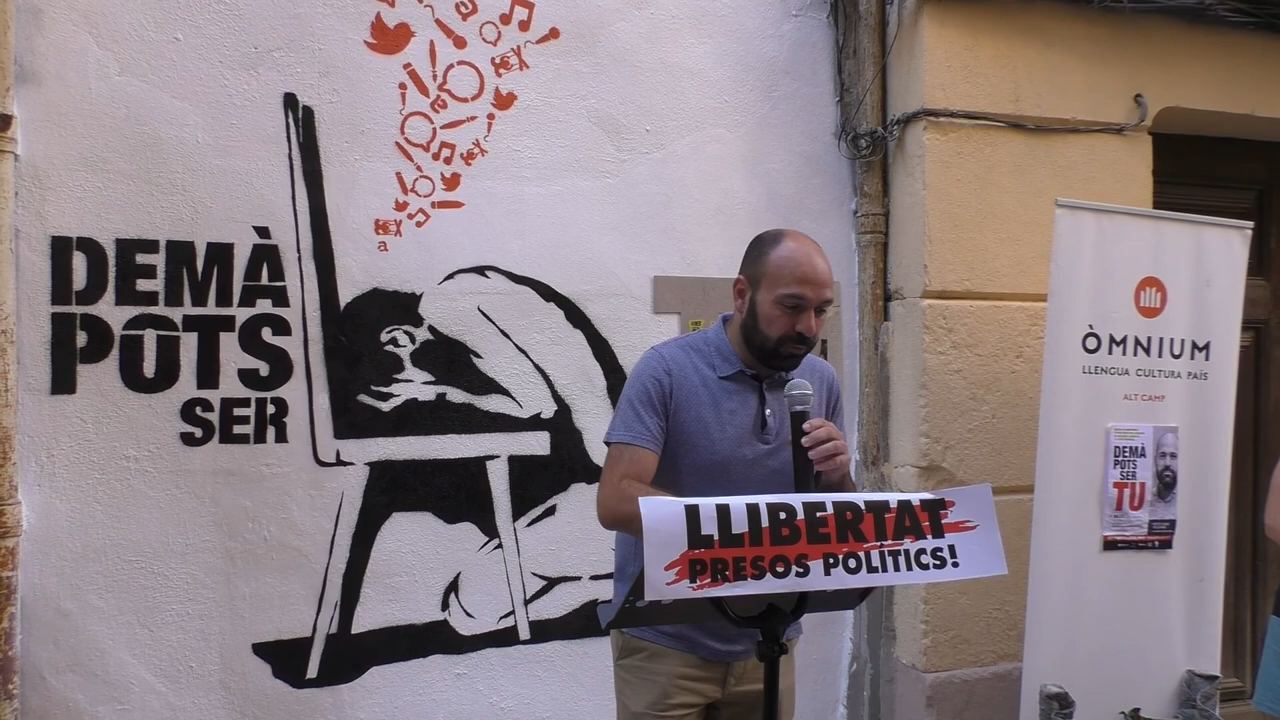 DEMÀ
POTS
SER
a
LLIBERTAT
PRESOS POLÍTICS!
ÒMNIUM
LLENGUA CULTURA PAÍS
ALT CAMP
DEMÀ
POTS
SER
TU